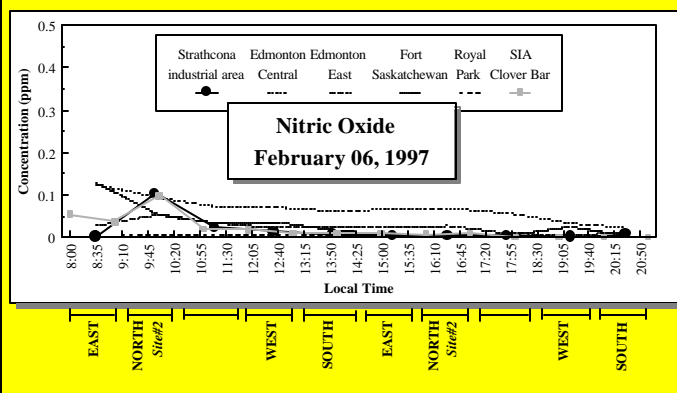 0.5
0.4
0.3
0.2
0.1
0
Concentration (ppm)
Strathcona Edmonton Edmonton Fort Royal SIA
industrial area Central East Saskatchewan Park Clover Bar
Nitric Oxide
February 06, 1997
8:00 8:35 9:10 9:45 10:20 10:55 11:30 12:05 12:40 13:15 13:50 14:25 15:00 15:35 16:10 16:45 17:20 17:55 18:30 19:05 19:40 20:15 20:50
Local Time
EAST NORTH Site#2 WEST SOUTH EAST NORTH Site#2 WEST SOUTH